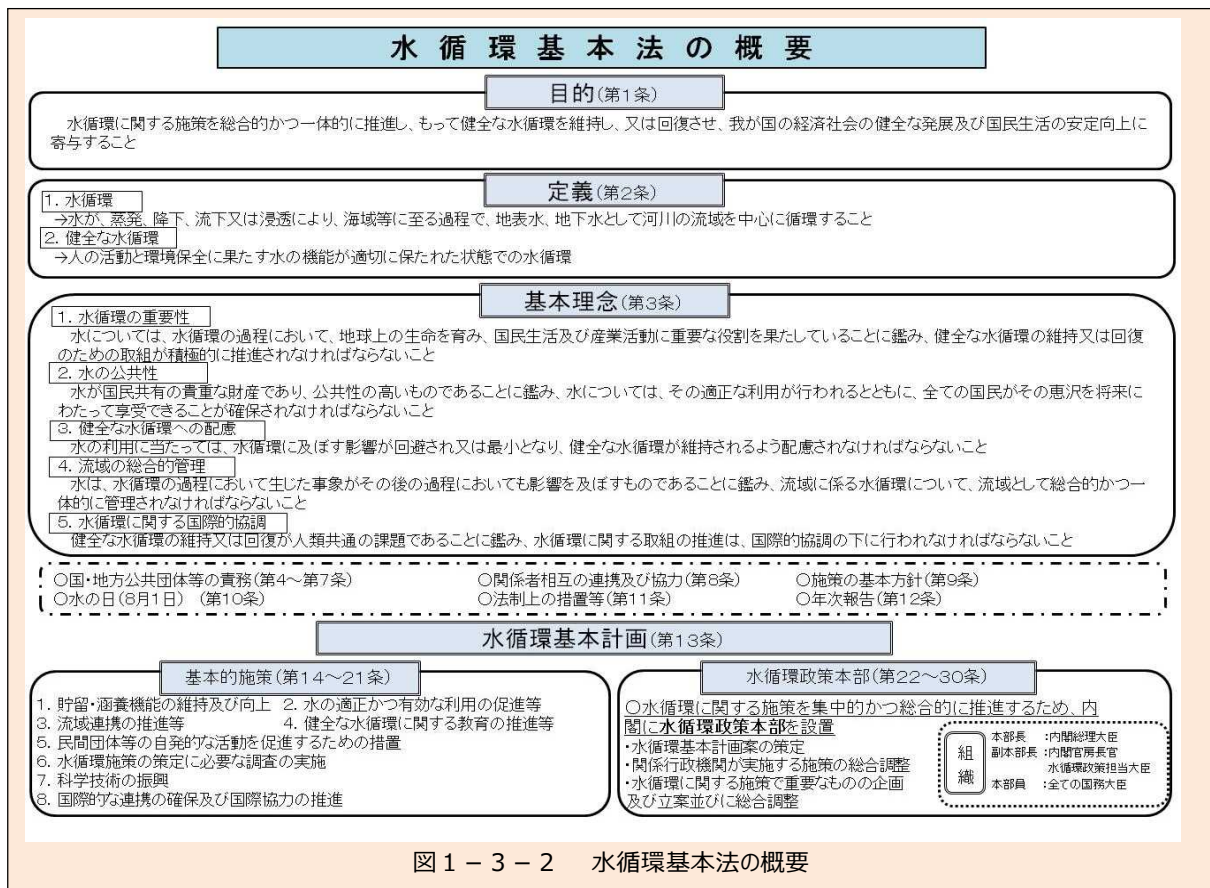 水循環基本法の概要
目的(第1条)
水循環に関する施策を総合的かつ一体的に推進し、もって健全な水循環を維持し、又は回復させ、我が国の経済社会の健全な発展及び国民生活の安定向上に
寄与すること
定義(第2条)
1. 水循環
→水が、蒸発、降下、流下又は浸透により、海域等に至る過程で、地表水、地下水として河川の流域を中心に循環すること
2. 健全な水循環
→人の活動と環境保全に果たす水の機能が適切に保たれた状態での水循環
基本理念(第3条)
1. 水循環の重要性
水については、水循環の過程において、地球上の生命を育み、国民生活及び産業活動に重要な役割を果たしていることに鑑み、健全な水循環の維持又は回復
のための取組が積極的に推進されなければならないこと
2. 水の公共性
水が国民共有の貴重な財産であり、公共性の高いものであることに鑑み、水については、その適正な利用が行われるとともに、全ての国民がその恵沢を将来に
わたって享受できることが確保されなければならないこと
3. 健全な水循環への配慮
水の利用に当たっては、水循環に及ぼす影響が回避され又は最小となり、健全な水循環が維持されるよう配慮されなければならないこと
4. 流域の総合的管理
水は、水循環の過程において生じた事象がその後の過程においても影響を及ぼすものであることに鑑み、流域に係る水循環について、流域として総合的かつ一
体的に管理されなければならないこと
5. 水循環に関する国際的協調
健全な水循環の維持又は回復が人類共通の課題であることに鑑み、水循環に関する取組の推進は、国際的協調の下に行われなければならないこと
○国・地方公共団体等の責務(第4～第7条) ○関係者相互の連携及び協力(第8条) ○施策の基本方針(第9条)
○水の日(8月1日) (第10条) ○法制上の措置等(第11条) ○年次報告(第12条)
水循環基本計画(第13条)
基本的施策(第14～21条)
1. 貯留・涵養機能の維持及び向上 2. 水の適正かつ有効な利用の促進等
3. 流域連携の推進等 4. 健全な水循環に関する教育の推進等
5. 民間団体等の自発的な活動を促進するための措置
6. 水循環施策の策定に必要な調査の実施
7. 科学技術の振興
8. 国際的な連携の確保及び国際協力の推進
水循環政策本部(第22～30条)
○水循環に関する施策を集中的かつ総合的に推進するため、内
閣に水循環政策本部を設置
・水循環基本計画案の策定
・関係行政機関が実施する施策の総合調整
・水循環に関する施策で重要なものの企画
及び立案並びに総合調整
組織
本部長 :内閣総理大臣
副本部長 :内閣官房長官
水循環政策担当大臣
本部員 :全ての国務大臣
図1－3－2 水循環基本法の概要